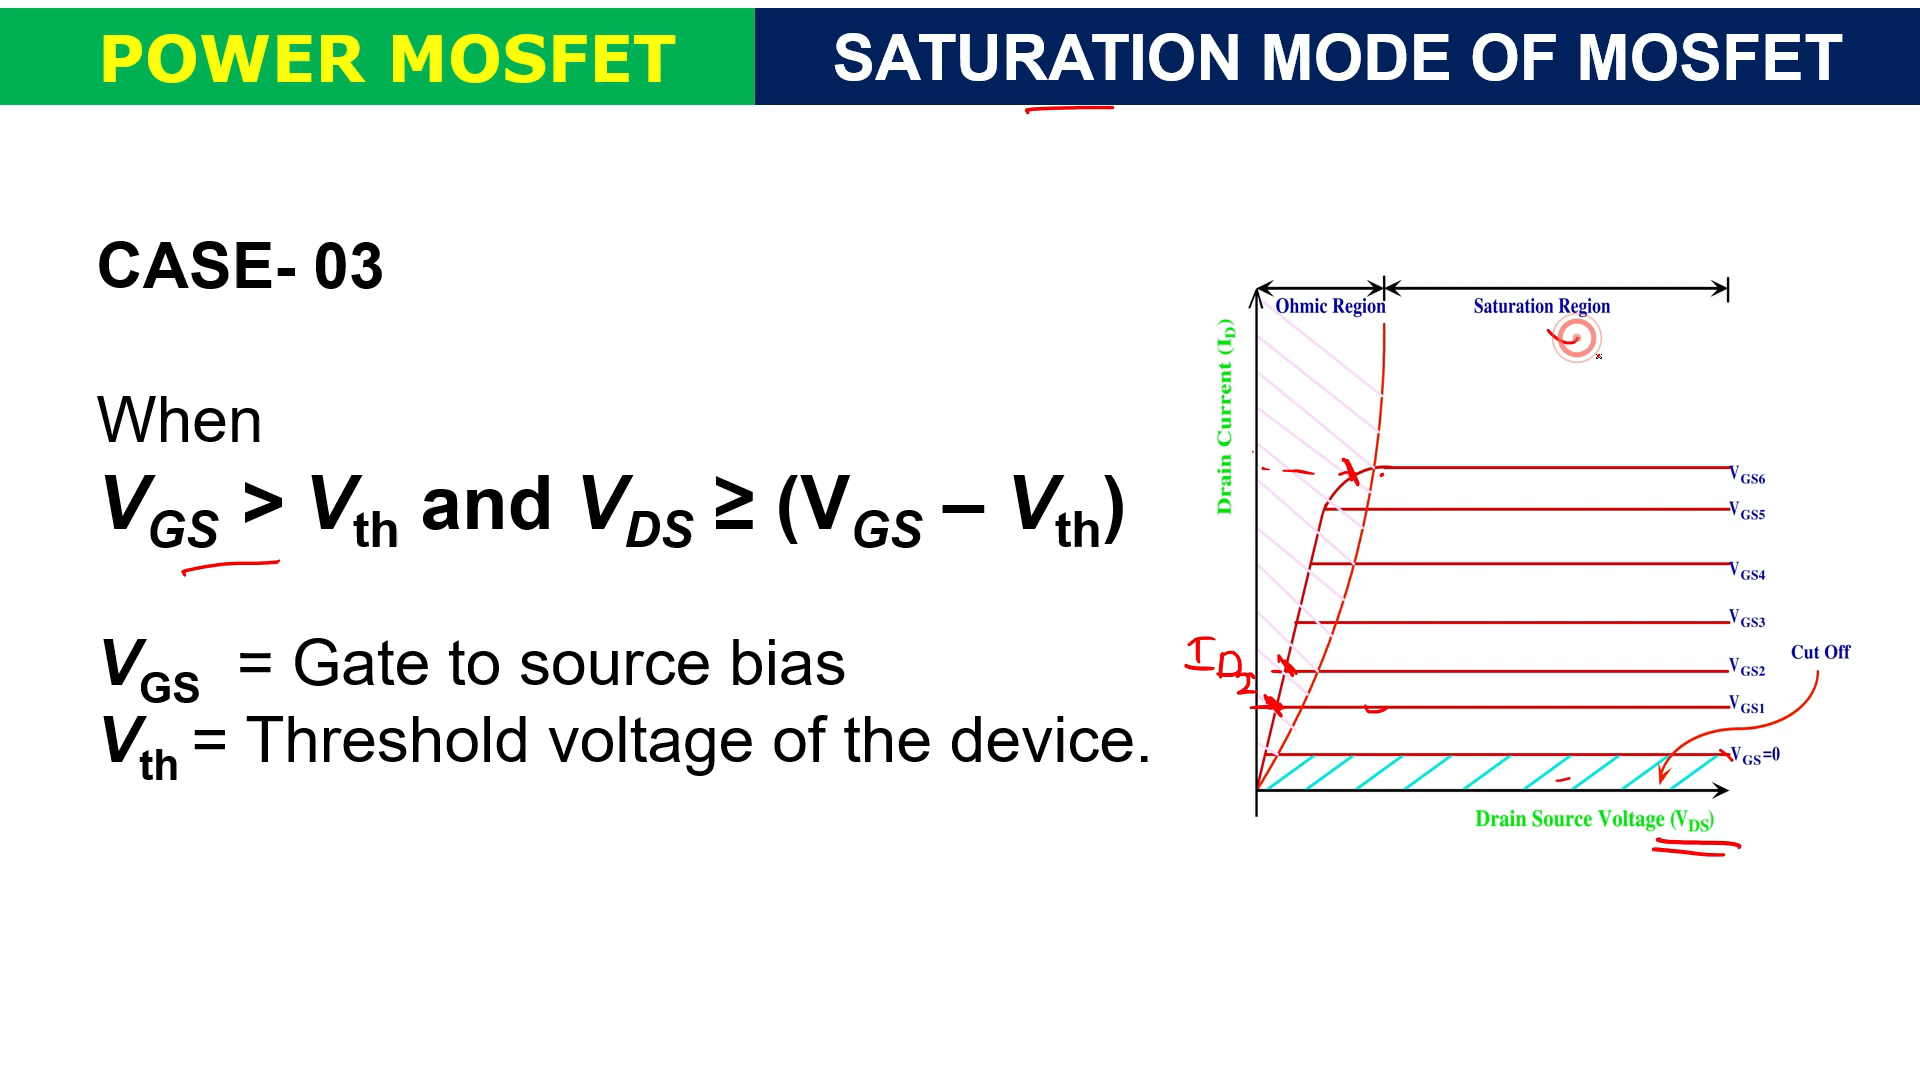 POWER MOSFET
SATURATION MODE OF MOSFET
CASE- 03
When
VGS > Vth and VDS ≥ (VGS – Vth)
VGS = Gate to source bias
Vth = Threshold voltage of the device.
Ohmic Region
Saturation Region
Drain Current (ID)
VGS6
VGS5
VGS4
VGS3
VGS2
VGS1
VGS=0
Cut Off
ID
Drain Source Voltage (VDS)